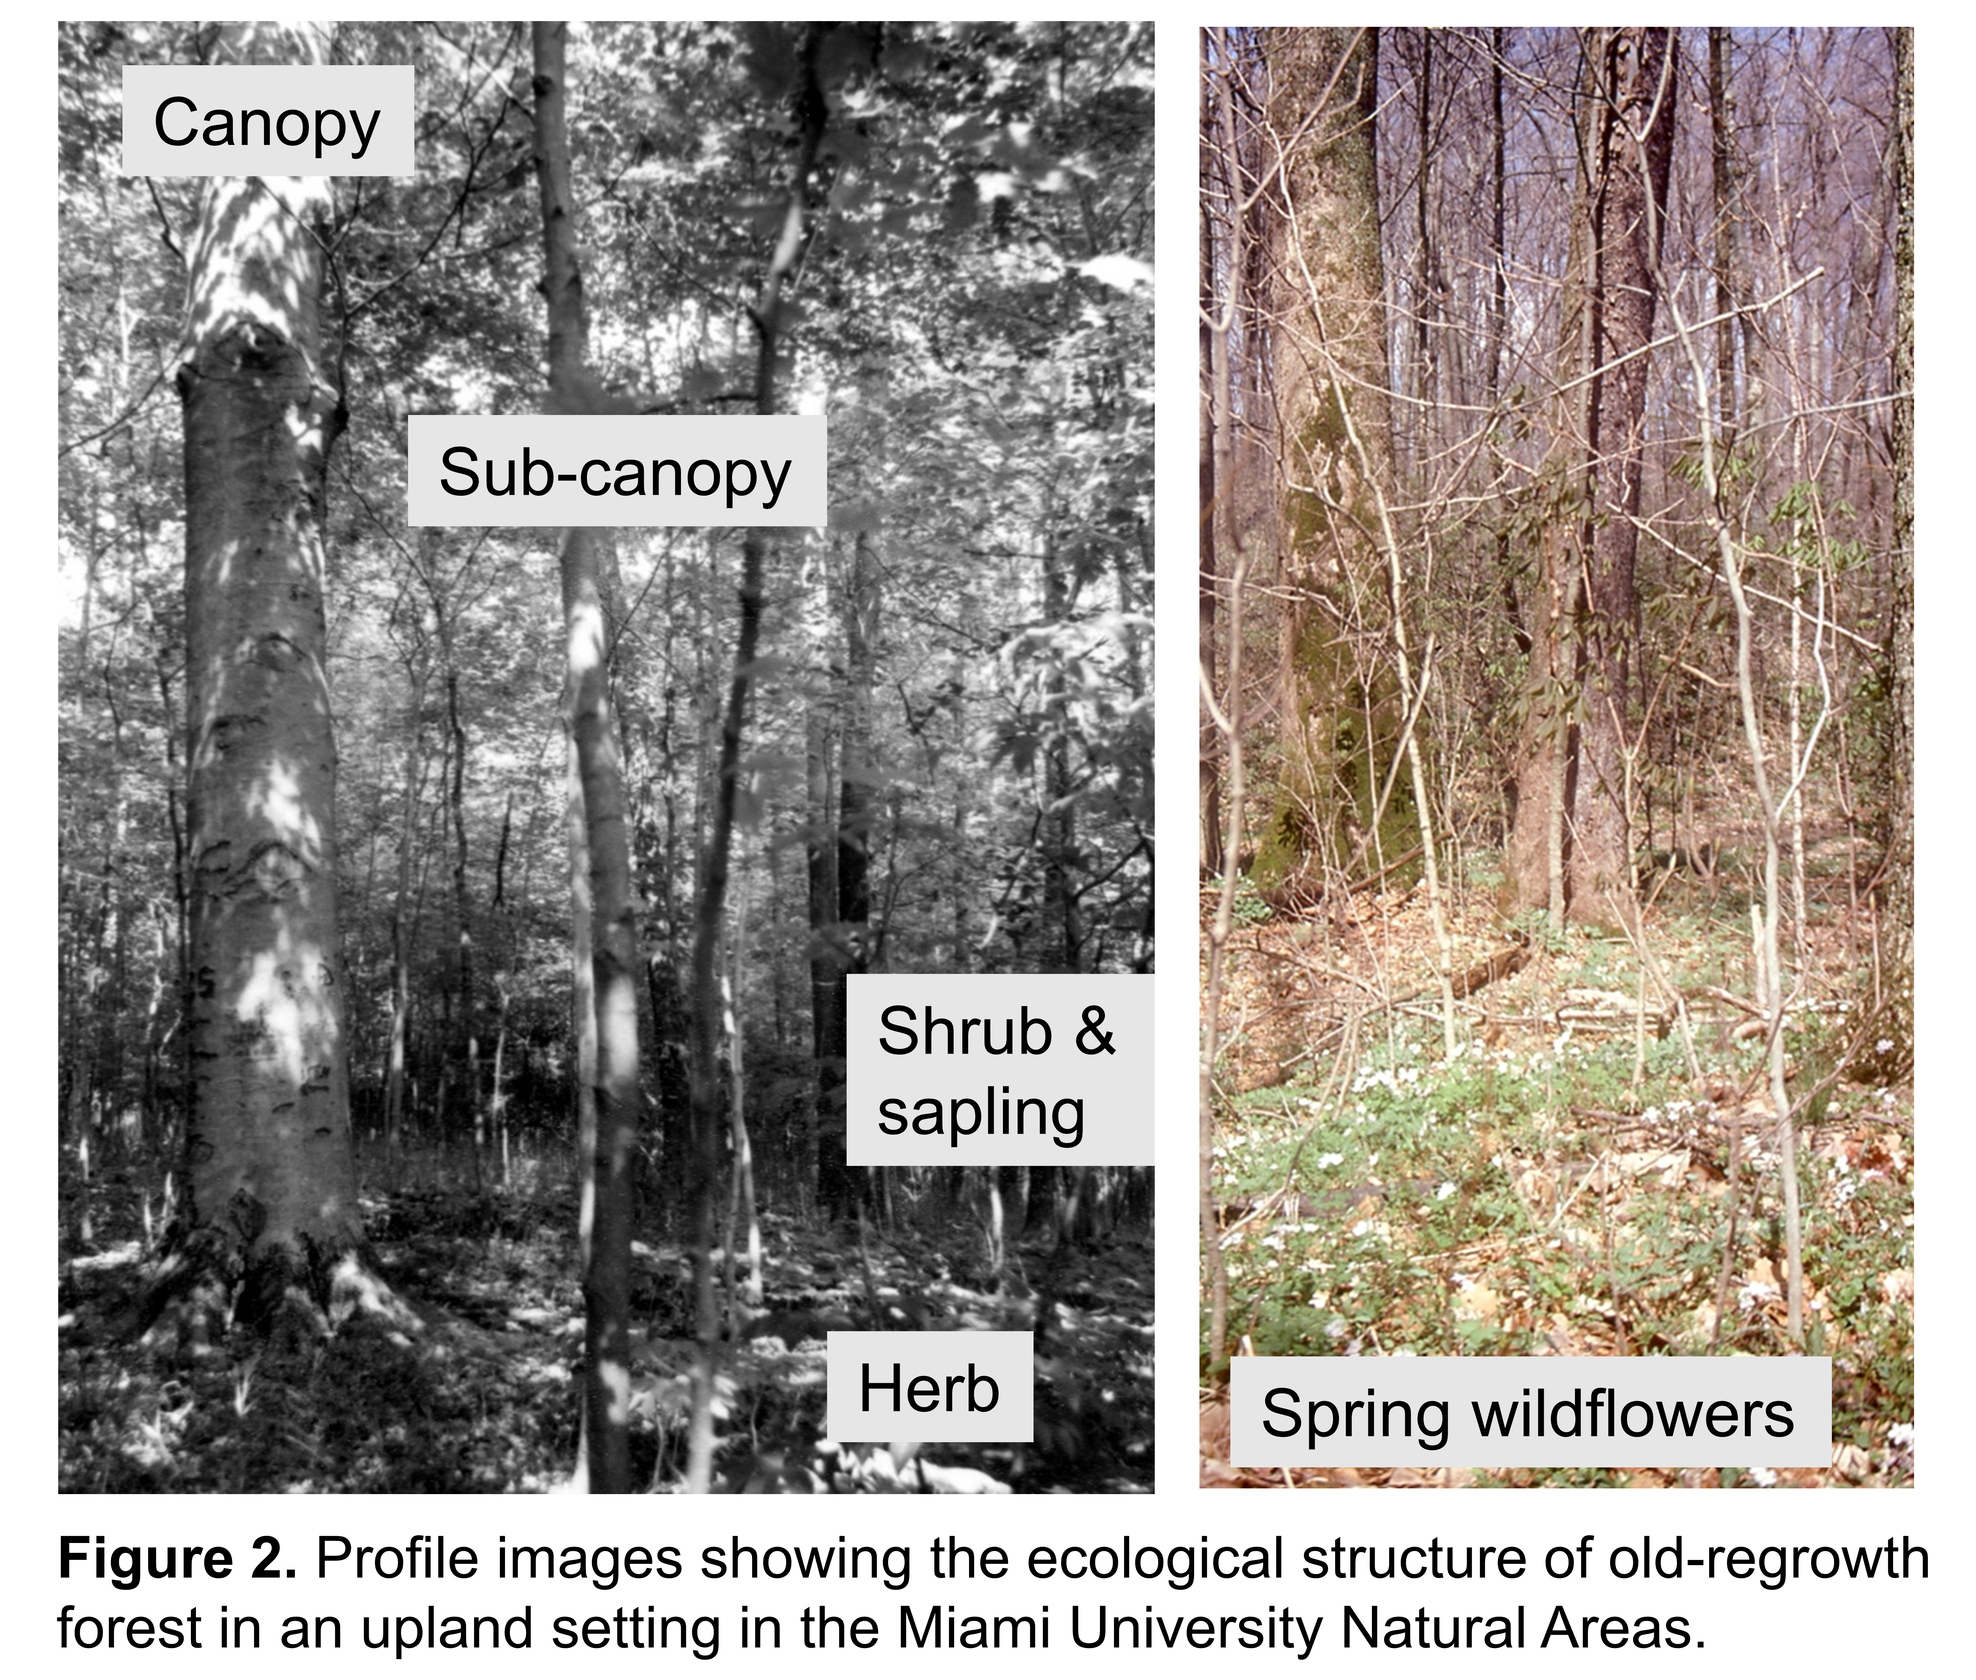 Canopy
Sub-canopy
Shrub &
sapling
Herb
Spring wildflowers
Figure 2. Profile images showing the ecological structure of old-regrowth
forest in an upland setting in the Miami University Natural Areas.